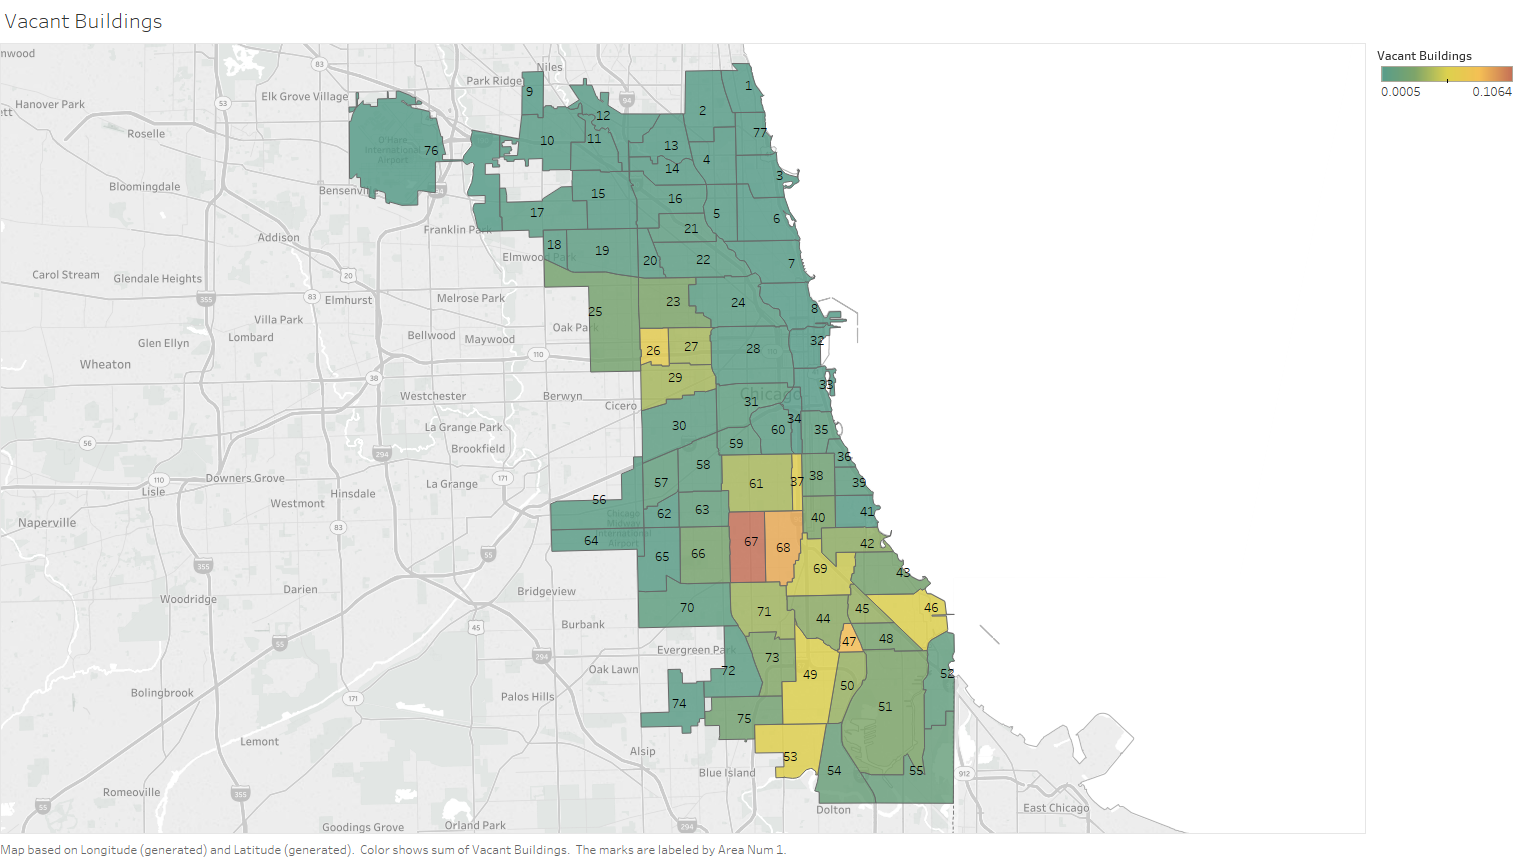 Vacant Buildings
Vacant Buildings
0.0005 0.1064
nwood
Niles
83
Park Ridge
9
1
Elk Grove Village
94
Hanover Park
53
2
ett
12
Roselle
77
10
11
O'Hare
International
Airport
76
13
4
14
3
Bloomingdale
Bensenville
15
16
17
5
6
21
Franklin Park
Addison
18
19
Elmwood Park
20
22
7
Carol Stream
Glendale Heights
20
355
83
Elmhurst
Melrose Park
23
24
8
25
Villa Park
Oak Park
Lombard
Bellwood
Maywood
Glen Ellyn
32
26
27
28
110
Wheaton
38
29
33
Westchester
Berwyn
Chicago
Cicero
31
34
La Grange Park
30
60
35
56
59
Brookfield
294
36
58
Downers Grove
171
La Grange
57
61
37
38
39
110
Lisle
Hinsdale
56
Westmont
63
62
40
41
Chicago
Midway
International
Airport
Naperville
83
64
67
68
42
55
65
66
355
69
43
Darien
Bridgeview
Woodridge
70
71
45
46
44
Burbank
45
55
47
48
Evergreen Park
294
73
Oak Lawn
72
49
52
50
Bolingbrook
171
Palos Hills
74
51
75
Lemont
Alsip
53
54
55
Blue Island
912
Romeoville
355
55
Dolton
East Chicago
Goodings Grove
Orland Park
294
Map based on Longitude (generated) and Latitude (generated). Color shows sum of Vacant Buildings. The marks are labeled by Area Num 1.